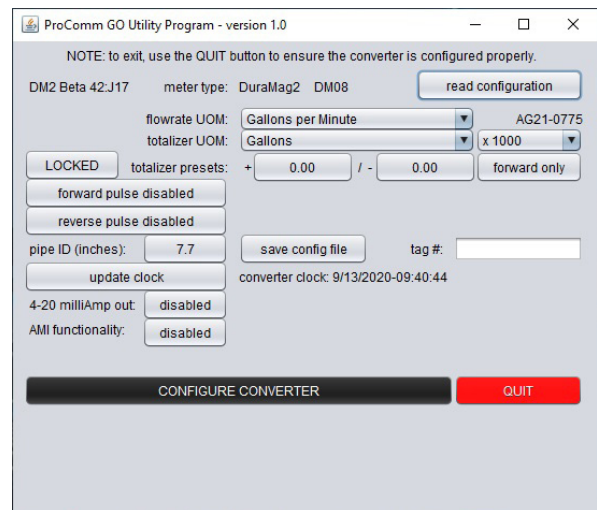 ProComm GO Utility Program - version 1.0
NOTE: to exit, use the QUIT button to ensure the converter is configured properly.
DM2 Beta 42:J17 meter type: DuraMag2 DM08 read configuration
flowrate UOM: Gallons per Minute AG21-0775
totalizer UOM: Gallons x 1000
LOCKED totalizer presets: + 0.00 / - 0.00 forward only
forward pulse disabled
reverse pulse disabled
pipe ID (inches): 7.7 save config file tag #:
update clock converter clock: 9/13/2020-09:40:44
4-20 milliAmp out: disabled
AMI functionality: disabled
CONFIGURE CONVERTER QUIT